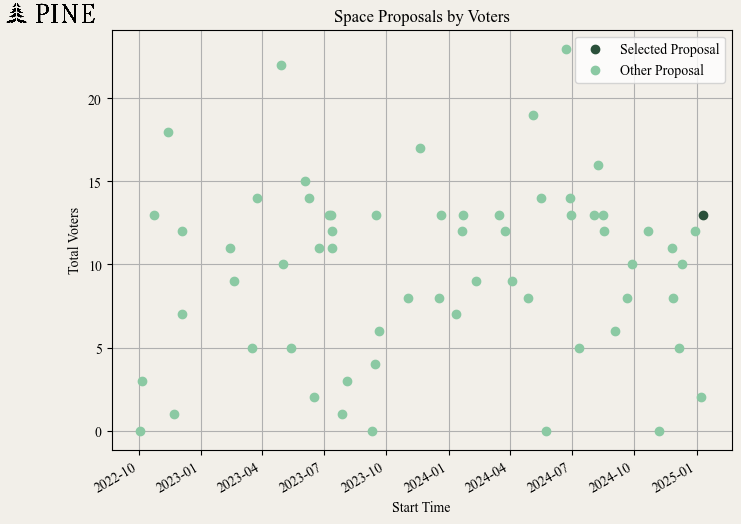 PINE
Space Proposals by Voters
Selected Proposal
Other Proposal
Total Voters
20
15
10
5
0
2022-10
2023-01
2023-04
2023-07
2023-10
2024-01
2024-04
2024-07
2024-10
2025-01
Start Time